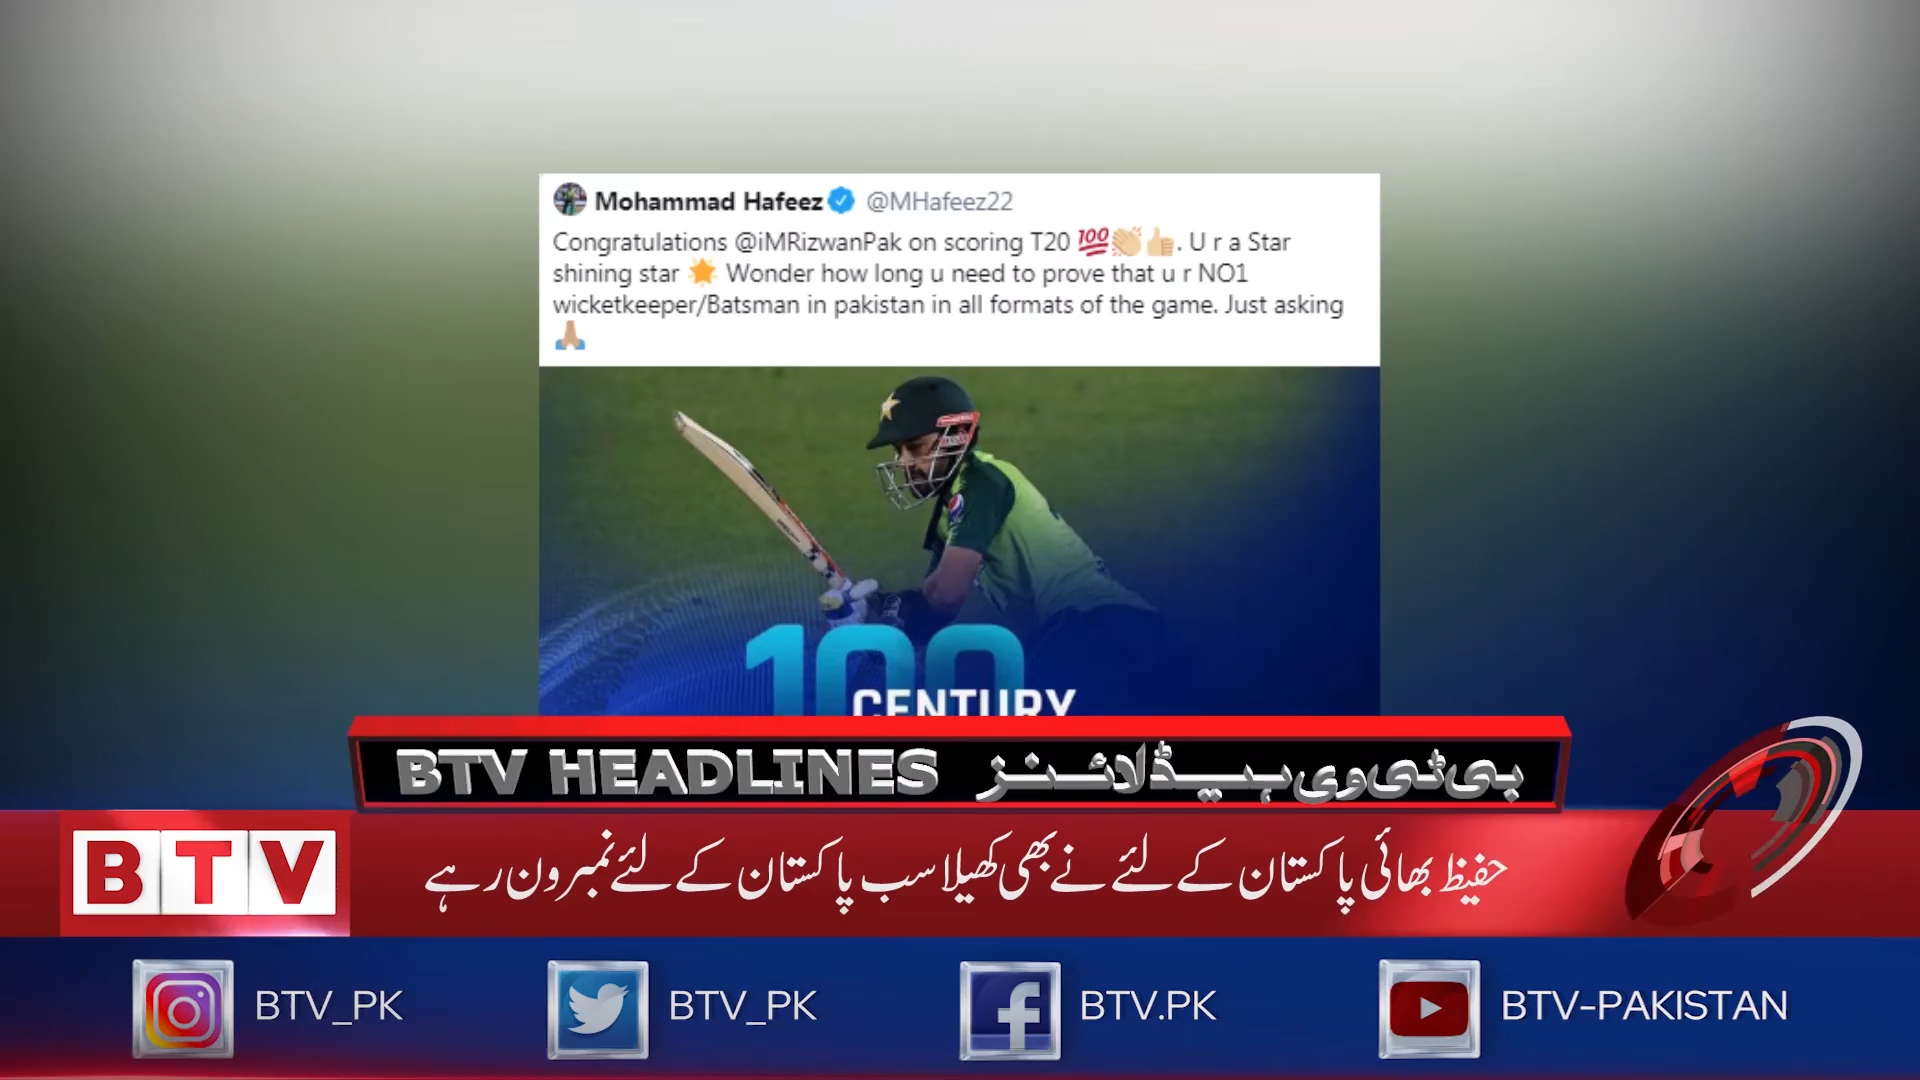 Mohammad Hafeez @MHafeez22
Congratulations @iMRizwanPak on scoring T20 💯👏🏼👍🏼. U r a Star
shining star 🌟 Wonder how long u need to prove that u r NO1
wicketkeeper/Batsman in pakistan in all formats of the game. Just asking
🙏🏼
100
CENTURY
BTV HEADLINES بی ٹی وی ہیڈ لائنز
BTV
حفیظ بھائی پاکستان کے لئے نے بھی کھیلا سب پاکستان کے لئے نمبر ون رہے
BTV_PK BTV_PK BTV.PK BTV-PAKISTAN